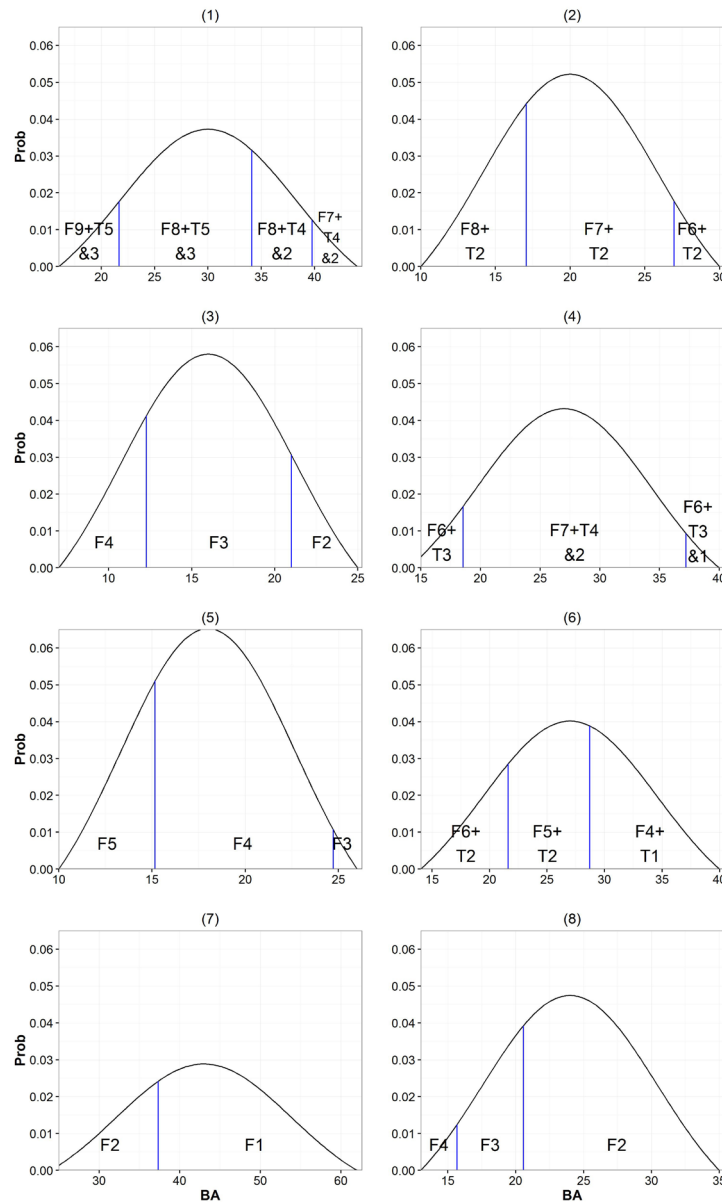 (1)
(2)
0.06
0.05
0.04
0.03
0.02
0.01
0.00
Prob
F9+T5
&3
F8+T5
&3
F8+T4
&2
F7+
T4
&2
20
25
30
35
40
0.06
0.05
0.04
0.03
0.02
0.01
0.00
F8+
T2
F7+
T2
F6+
T2
10
15
20
25
30
(3)
(4)
0.06
0.05
0.04
0.03
0.02
0.01
0.00
Prob
F4
F3
F2
10
15
20
25
0.06
0.05
0.04
0.03
0.02
0.01
0.00
F6+
T3
F7+T4
&2
F6+
T3
&1
15
20
25
30
35
40
(5)
(6)
0.06
0.05
0.04
0.03
0.02
0.01
0.00
Prob
F5
F4
F3
10
15
20
25
0.06
0.05
0.04
0.03
0.02
0.01
0.00
F6+
T2
F5+
T2
F4+
T1
15
20
25
30
35
40
(7)
(8)
0.06
0.05
0.04
0.03
0.02
0.01
0.00
Prob
F2
F1
30
40
50
60
BA
0.06
0.05
0.04
0.03
0.02
0.01
0.00
F4
F3
F2
15
20
25
30
35
BA